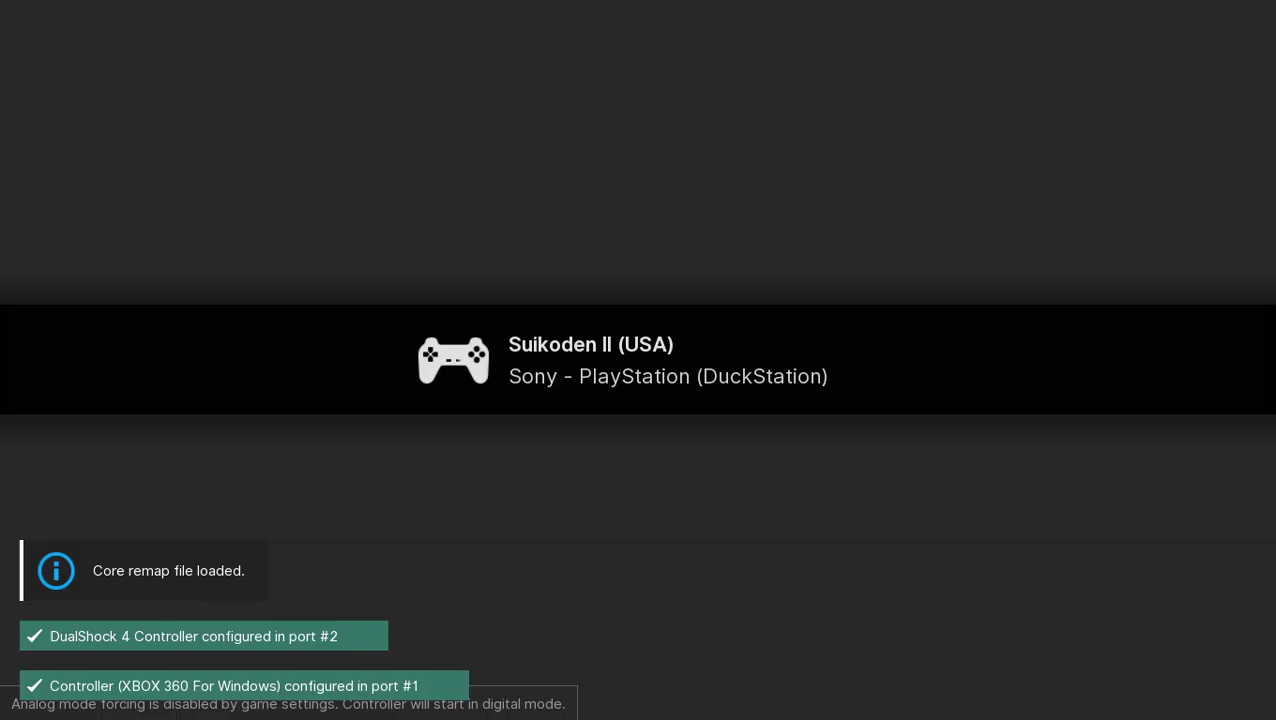 Suikoden II (USA)
Sony - PlayStation (DuckStation)
Core remap file loaded.
DualShock 4 Controller configured in port #2
Controller (XBOX 360 For Windows) configured in port #1
Analog mode forcing is disabled by game settings. Controller will start in digital mode.